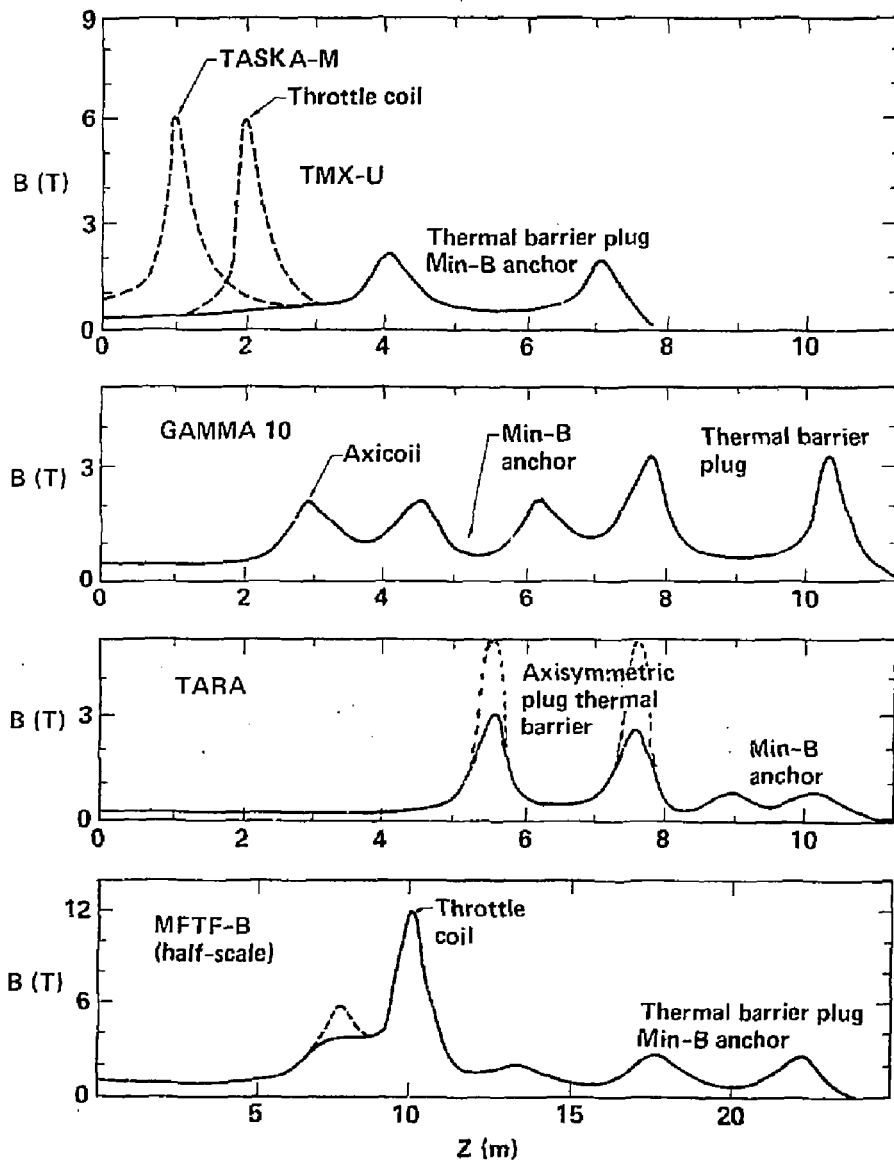 9
TASKA-M
Throttle coil
6
TMX-U
B (T)
Thermal barrier plug
Min-B anchor
3
0
0 2 4 6 8 10
GAMMA 10
Min-B
anchor
Thermal barrier
plug
Axicoil
3
B (T)
0
0 2 4 6 8 10
TARA
Axisymmetric
plug thermal
barrier
B (T)
3
Min-B
anchor
0
0 2 4 6 8 10
12
Throttle
coil
MFTF-B
(half-scale)
B (T)
6
Thermal barrier plug
Min-B anchor
0
5 10 15 20
Z (m)